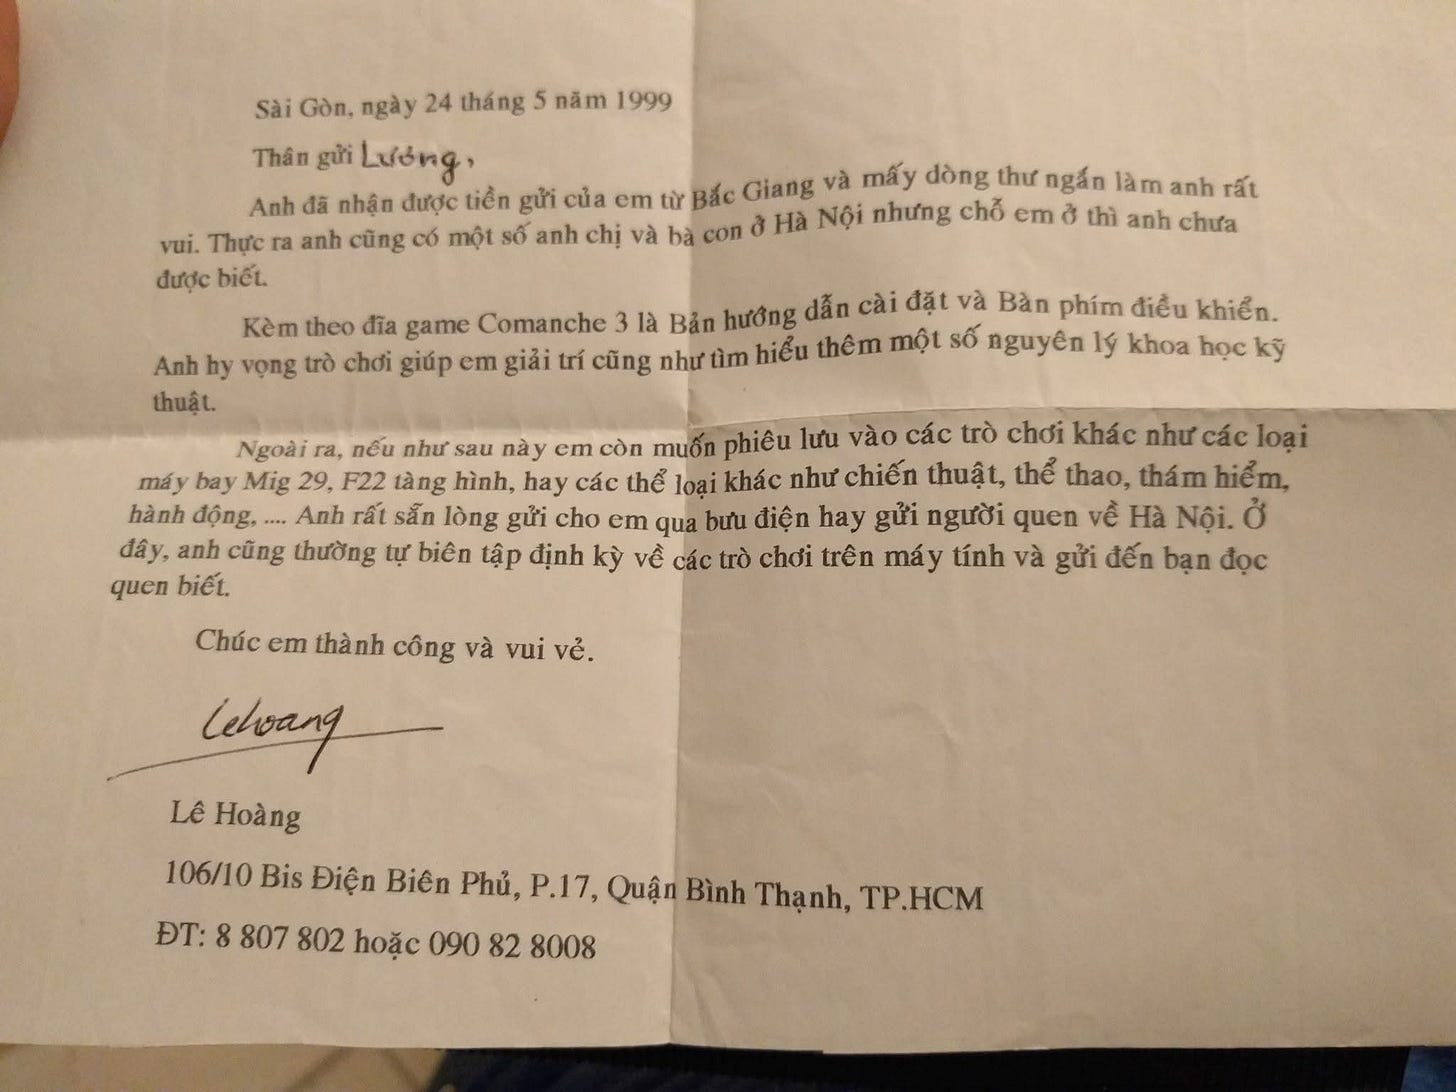 Sài Gòn, ngày 24 tháng 5 năm 1999
Thân gửi Lưỡng,
Anh đã nhận được tiền gửi của em từ Bắc Giang và mấy dòng thư ngắn làm anh rất
vui. Thực ra anh cũng có một số anh chị và bà con ở Hà Nội nhưng chỗ em ở thì anh chưa
được biết.
Kèm theo đĩa game Comanche 3 là Bản hướng dẫn cài đặt và Bàn phím điều khiển.
Anh hy vọng trò chơi giúp em giải trí cũng như tìm hiểu thêm một số nguyên lý khoa học kỹ
thuật.
Ngoài ra, nếu như sau này em còn muốn phiêu lưu vào các trò chơi khác như các loại
máy bay Mig 29, F22 tàng hình, hay các thể loại khác như chiến thuật, thể thao, thám hiểm,
hành động, .... Anh rất sẵn lòng gửi cho em qua bưu điện hay gửi người quen về Hà Nội. Ở
đây, anh cũng thường tự biên tập định kỳ về các trò chơi trên máy tính và gửi đến bạn đọc
quen biết.
Chúc em thành công và vui vẻ.
Lehoang
Lê Hoàng
106/10 Bis Điện Biên Phủ, P.17, Quận Bình Thạnh, TP.HCM
ĐT: 8 807 802 hoặc 090 82 8008